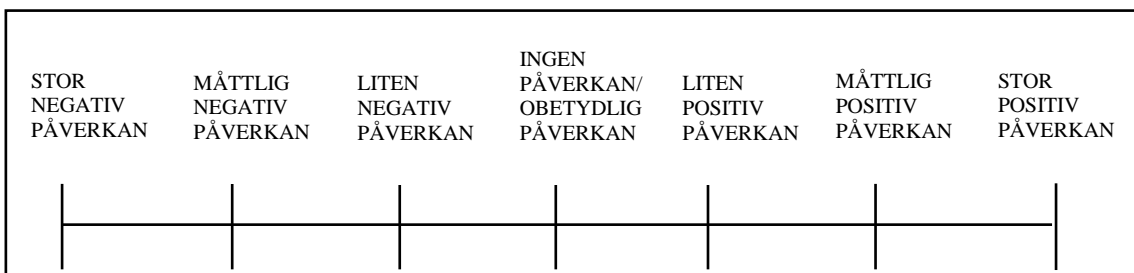 STOR
NEGATIV
PÅVERKAN
MÅTTLIG
NEGATIV
PÅVERKAN
LITEN
NEGATIV
PÅVERKAN
INGEN
PÅVERKAN/
OBETYDLIG
PÅVERKAN
LITEN
POSITIV
PÅVERKAN
MÅTTLIG
POSITIV
PÅVERKAN
STOR
POSITIV
PÅVERKAN